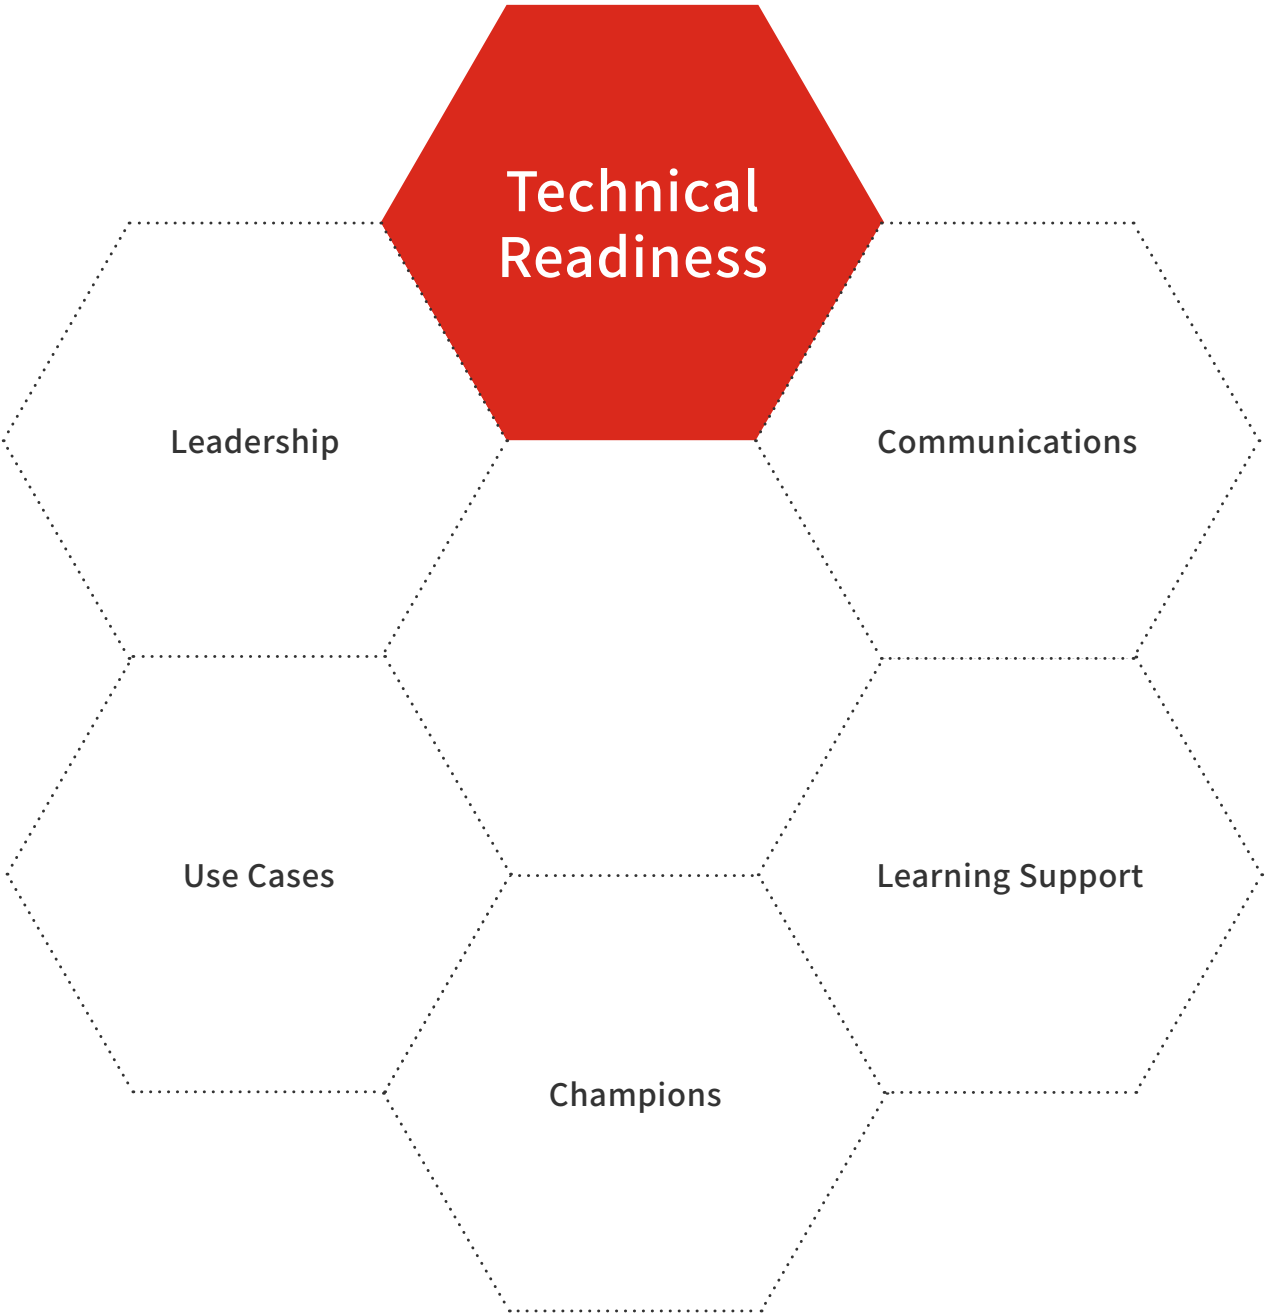 Technical
Readiness
Leadership
Communications
Use Cases
Learning Support
Champions